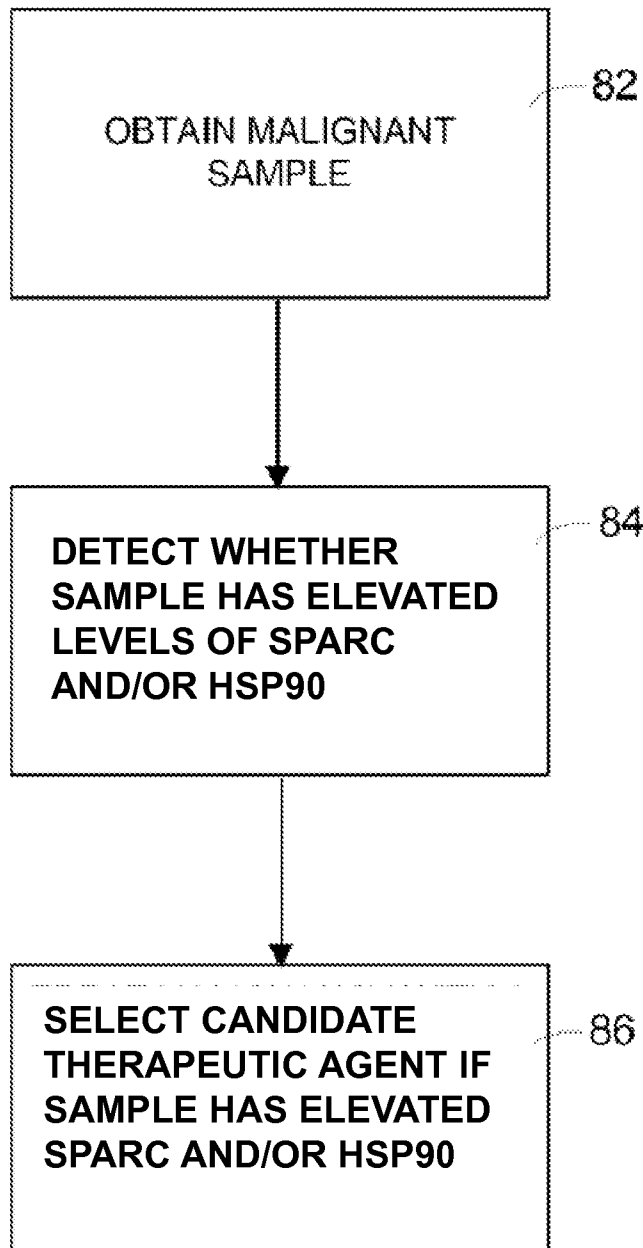 OBTAIN MALIGNANT
SAMPLE
82
DETECT WHETHER
SAMPLE HAS ELEVATED
LEVELS OF SPARC
AND/OR HSP90
84
SELECT CANDIDATE
THERAPEUTIC AGENT IF
SAMPLE HAS ELEVATED
SPARC AND/OR HSP90
86